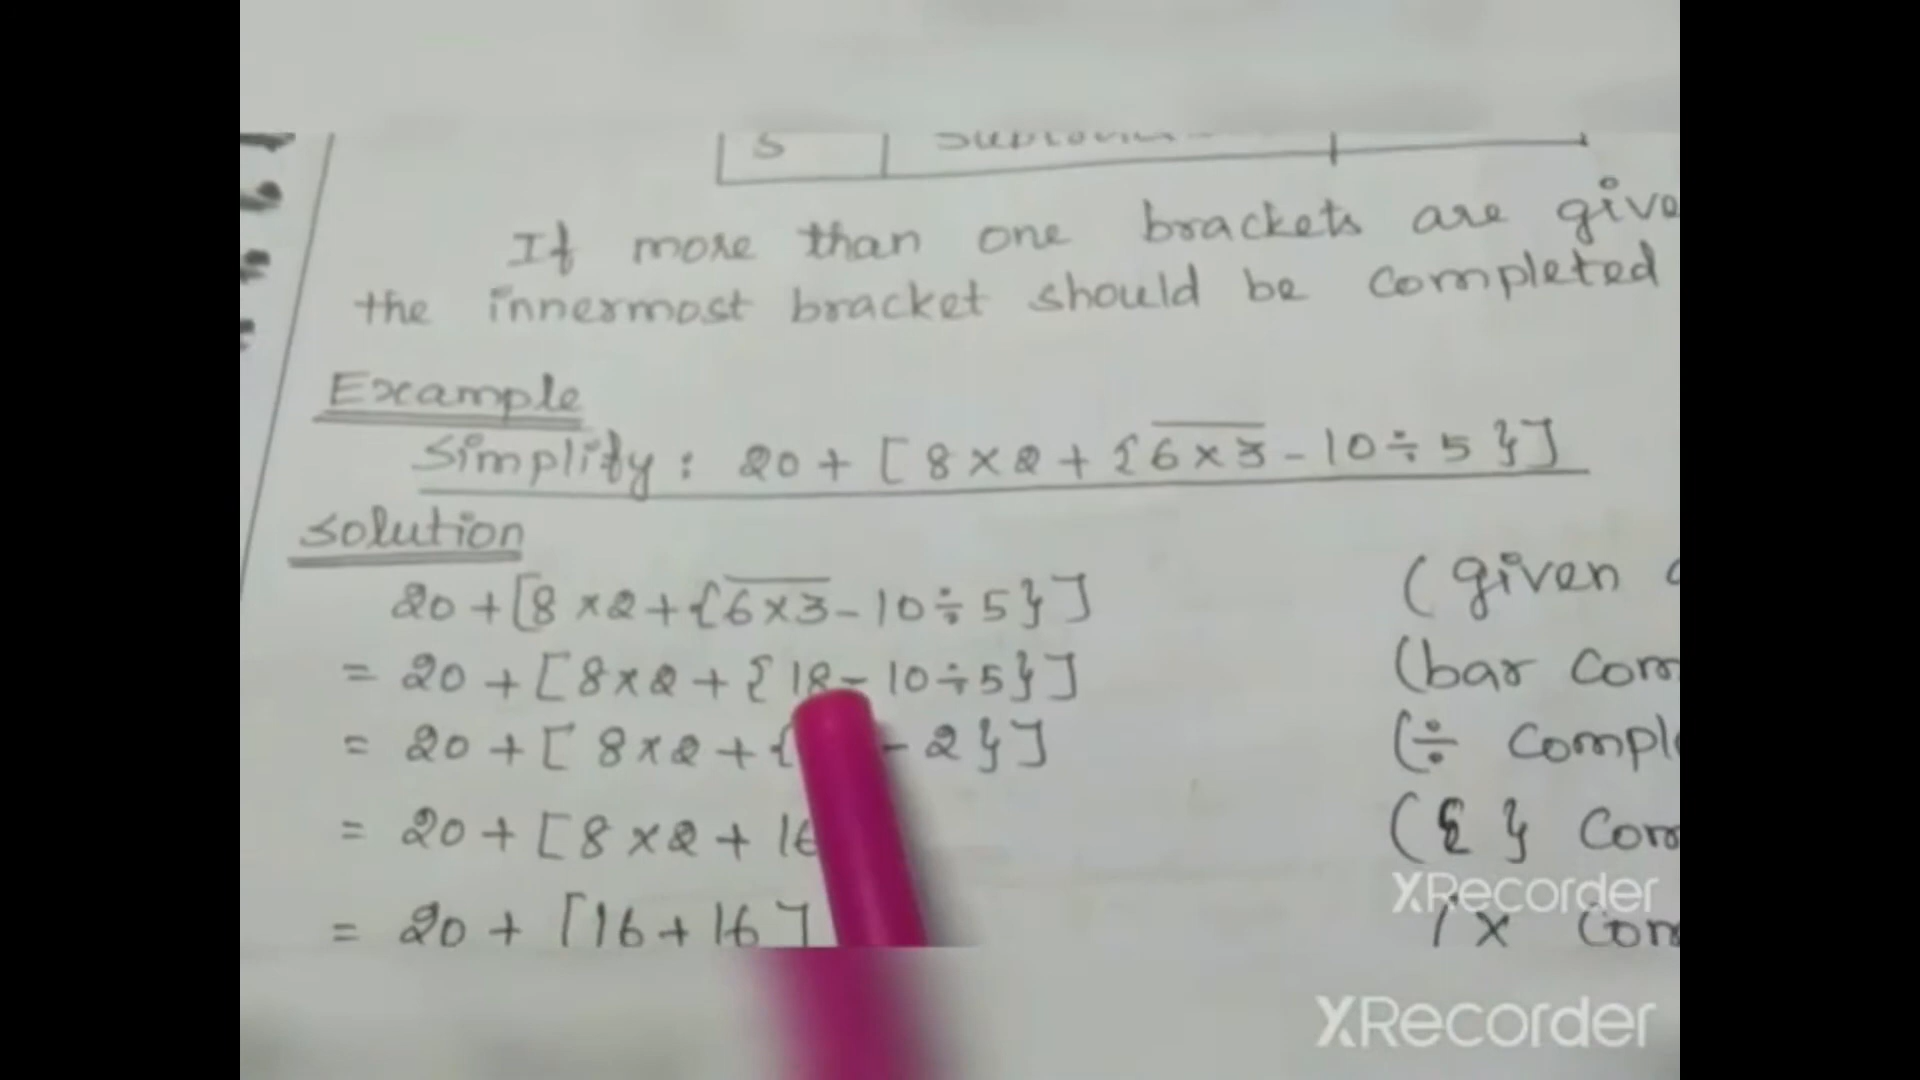 5
If more than one brackets are give
the innermost bracket should be completed
Example
Simplify : 20 + [ 8 × 2 + { 6 × 3 - 10 ÷ 5 } ]
Solution
20 + [ 8 × 2 + { 6 × 3 - 10 ÷ 5 } ] (given
= 20 + [ 8 × 2 + { 18 - 10 ÷ 5 } ] (bar com
= 20 + [ 8 × 2 + { - 2 } ] (÷ compl
= 20 + [ 8 × 2 + 16 ({ } com
= 20 + [ 16 + 16 ] (× com
XRecorder
XRecorder